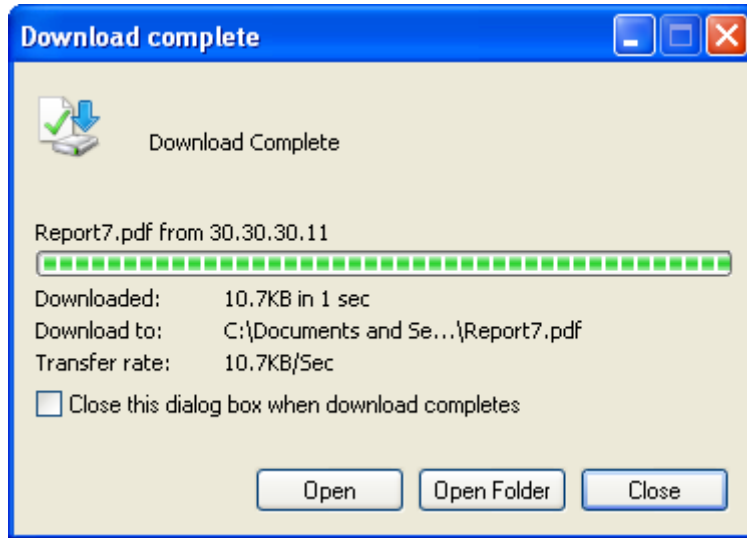 Download complete
Download Complete
Report7.pdf from 30.30.30.11
Downloaded: 10.7KB in 1 sec
Download to: C:\Documents and Se...\Report7.pdf
Transfer rate: 10.7KB/Sec
Close this dialog box when download completes
Open Open Folder Close